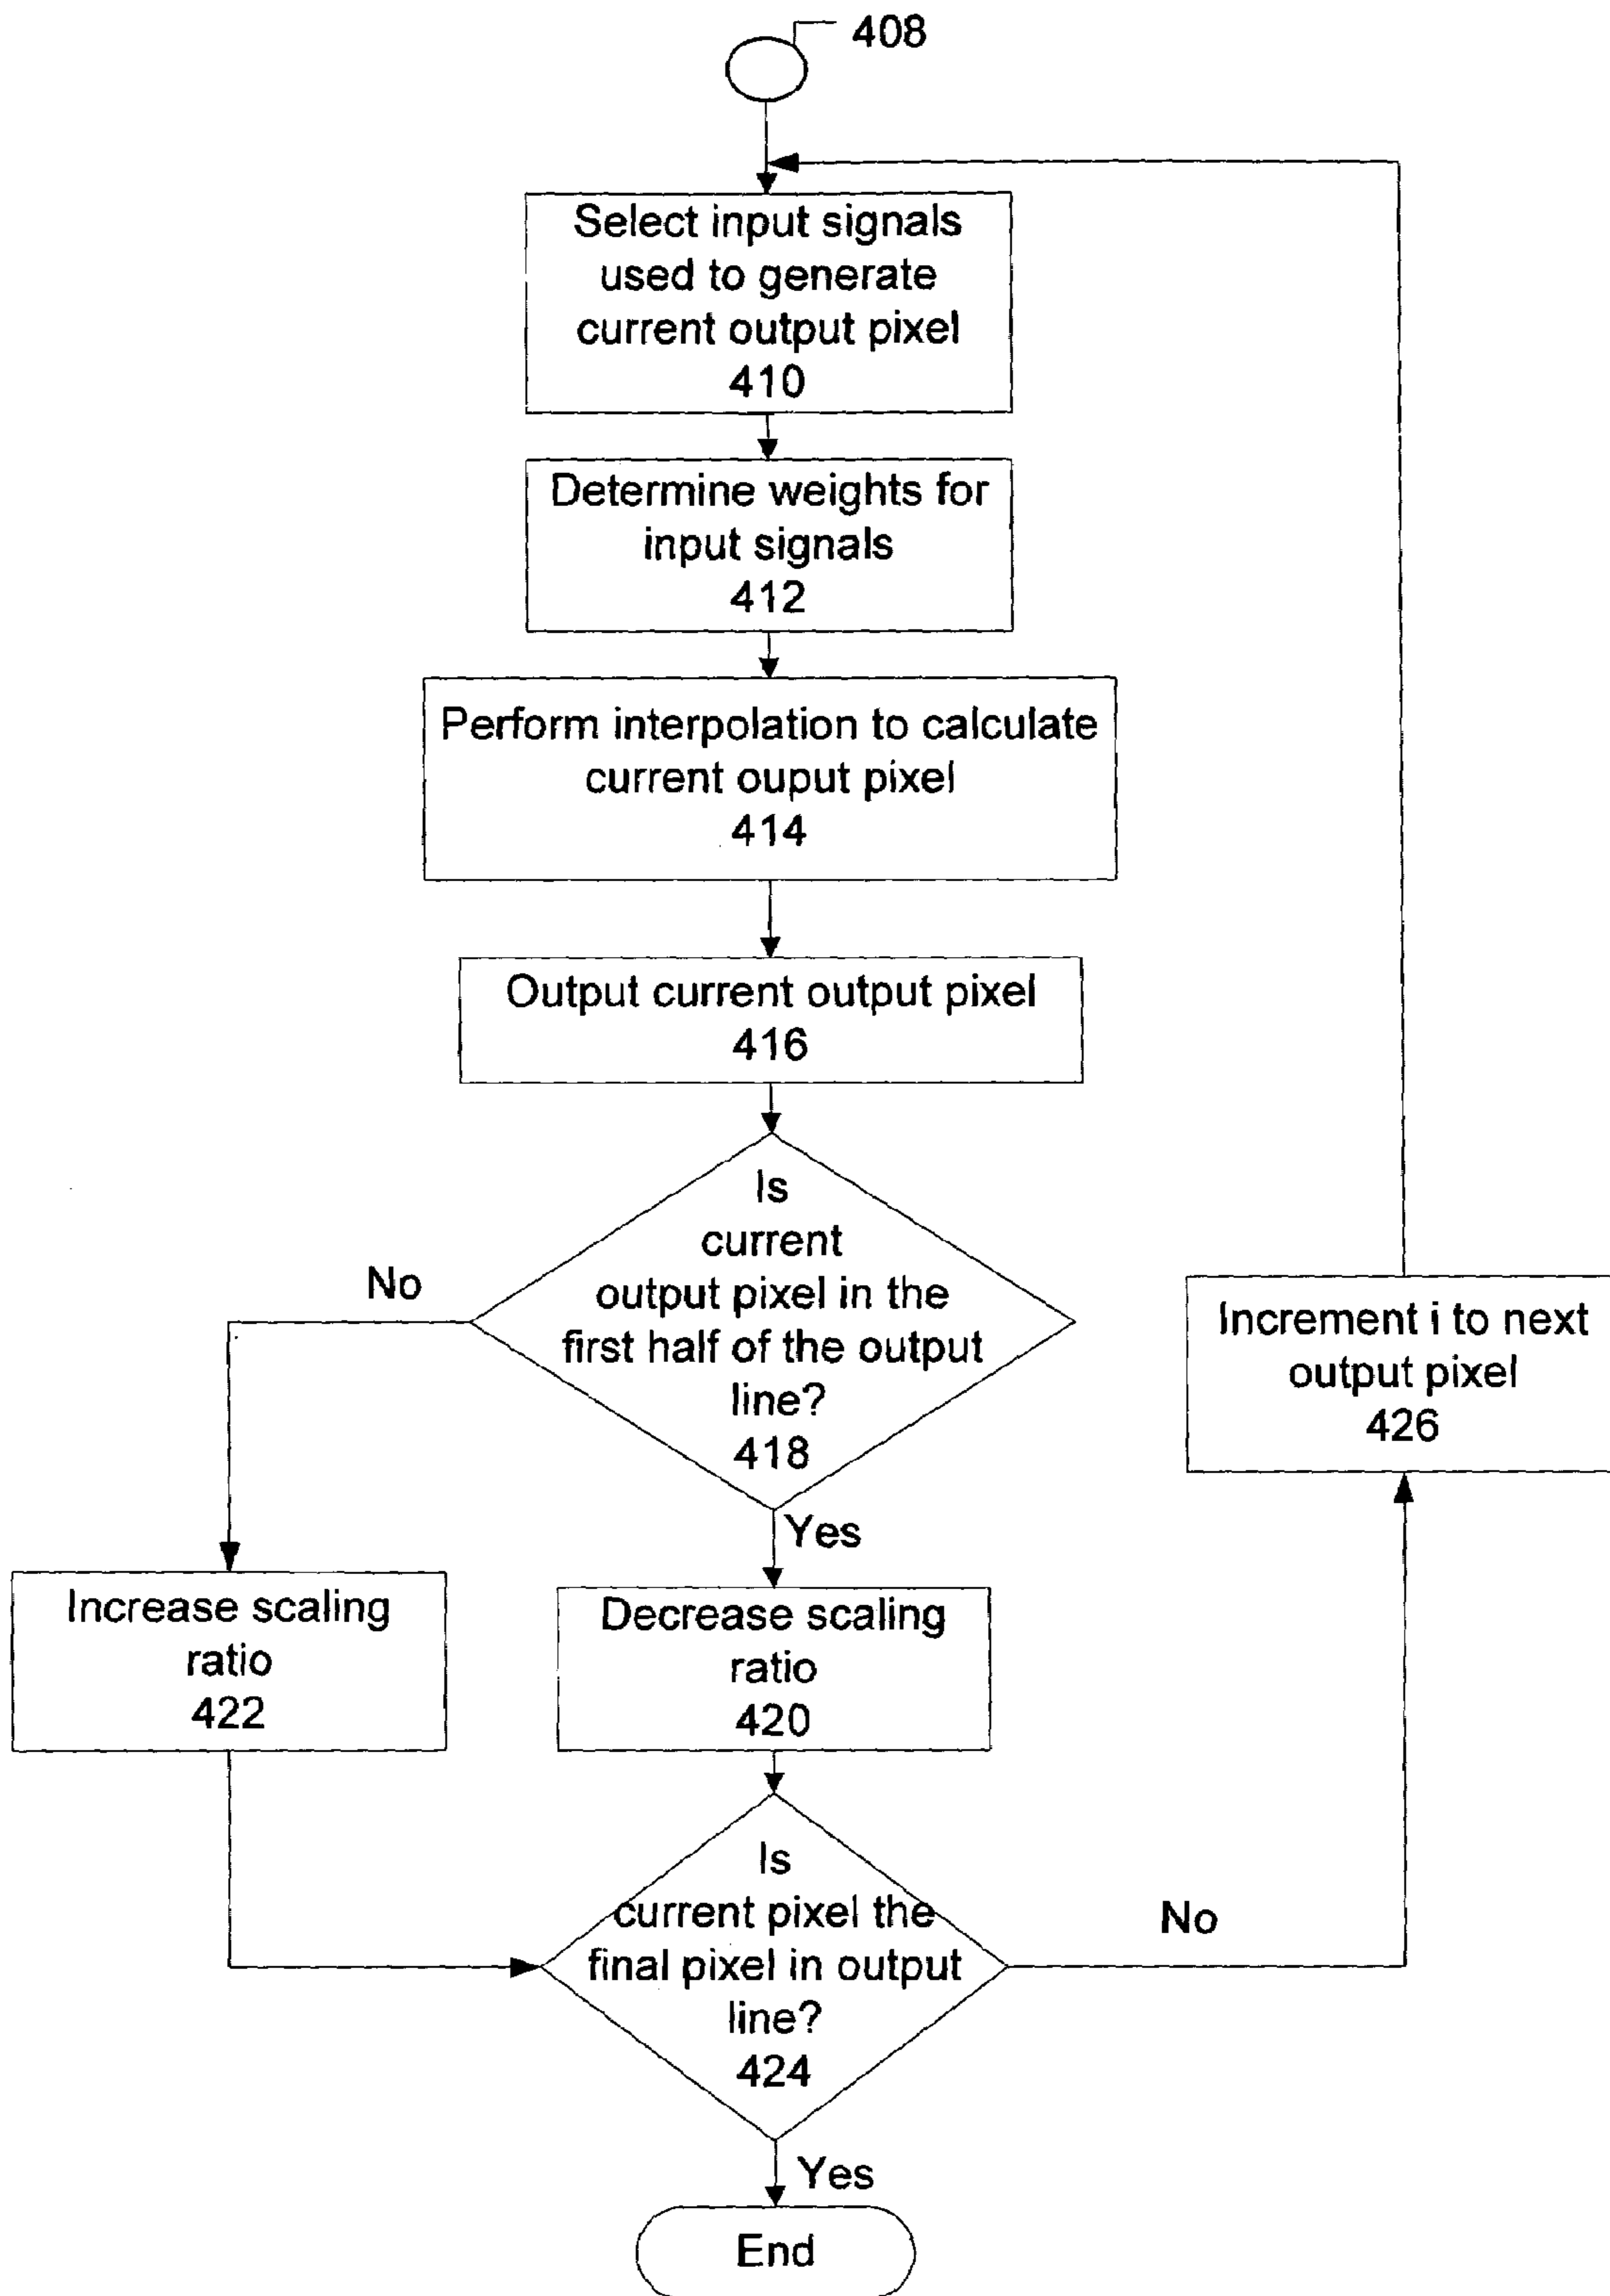 408
Select input signals
used to generate
current output pixel
410
Determine weights for
input signals
412
Perform interpolation to calculate
current ouput pixel
414
Output current output pixel
416
Is
current
output pixel in the
first half of the output
line?
418
No
Yes
Increment i to next
output pixel
426
Increase scaling
ratio
422
Decrease scaling
ratio
420
Is
current pixel the
final pixel in output
line?
424
No
Yes
End